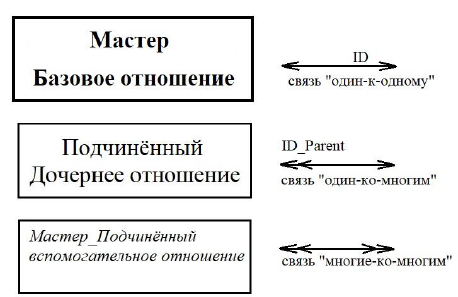 Мастер
Базовое отношение
ID
связь "один-к-одному"
Подчинённый
Дочернее отношение
ID_Parent
связь "один-ко-многим"
Мастер_Подчинённый
вспомогательное отношение
связь "многие-ко-многим"